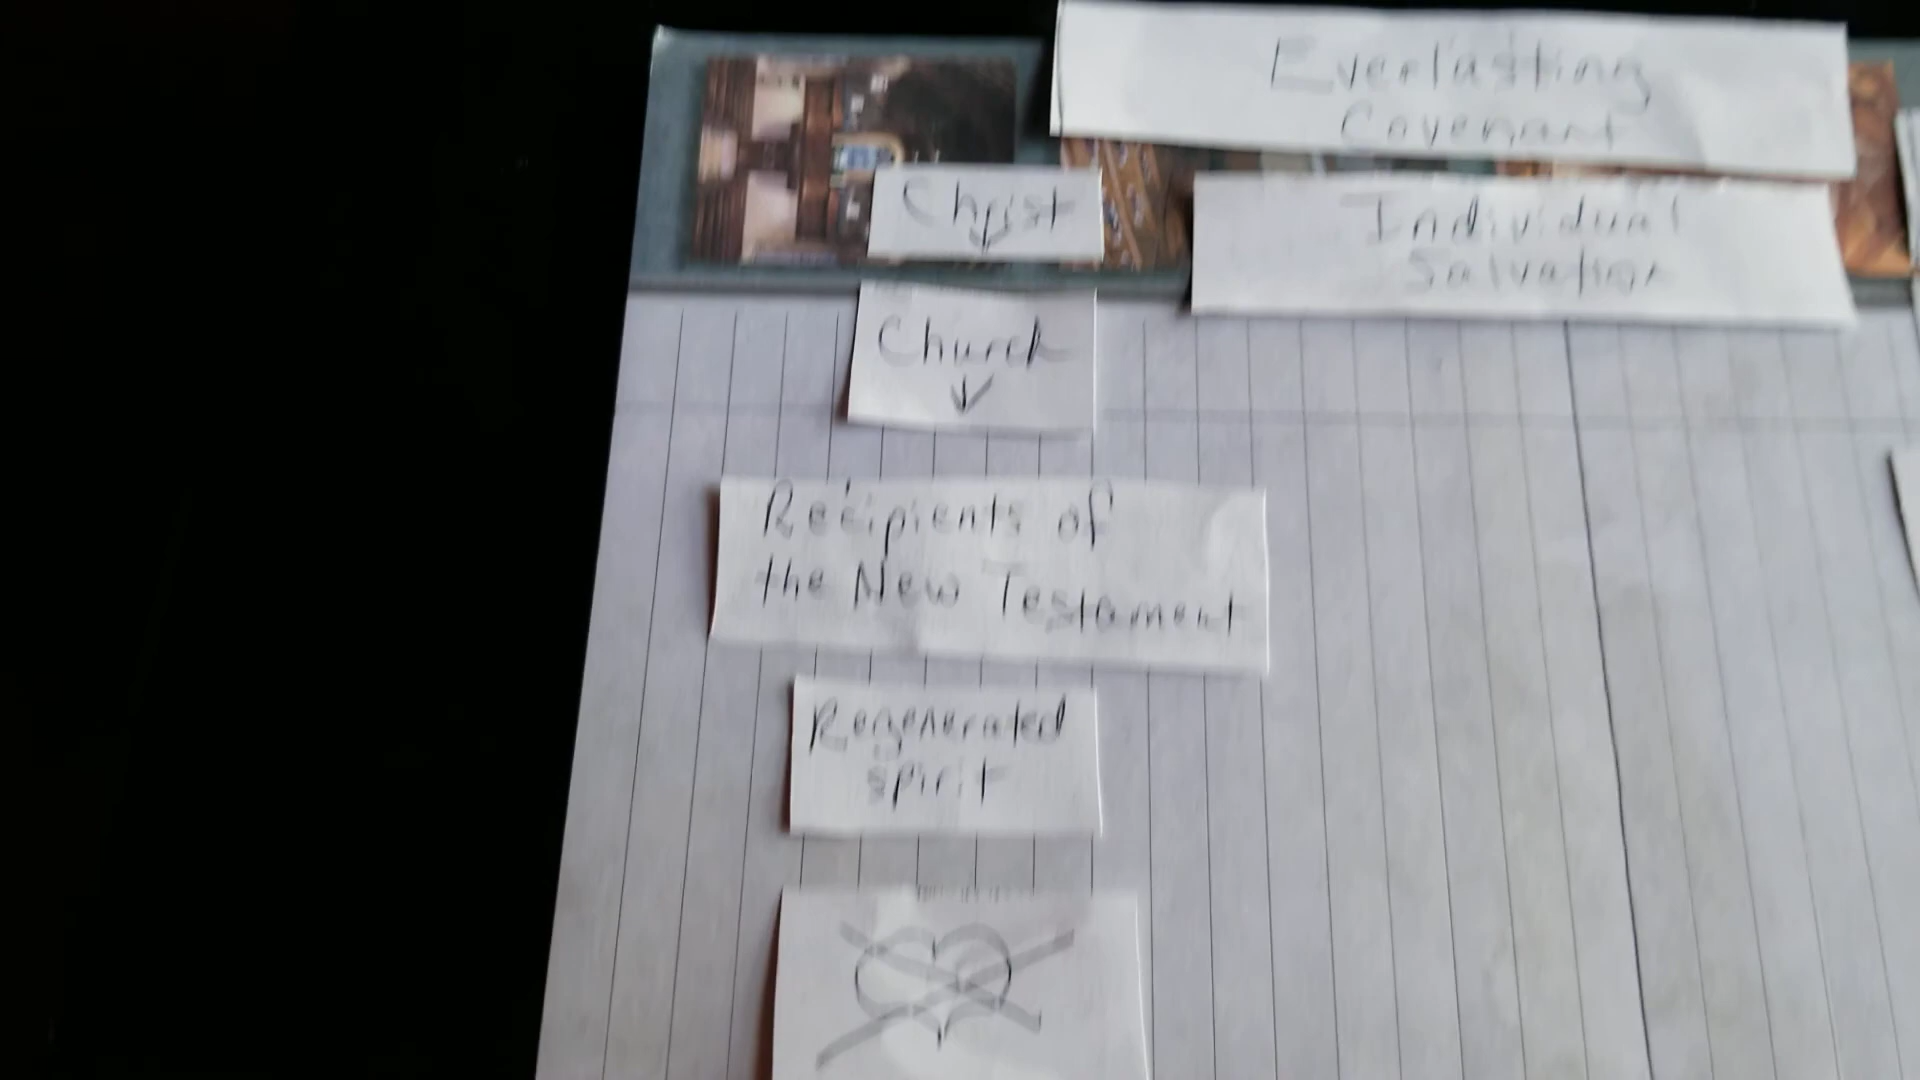 Everlasting
Covenant
Individual
Salvation
Christ
Church
Recipients of
the New Testament
Regenerated
spirit